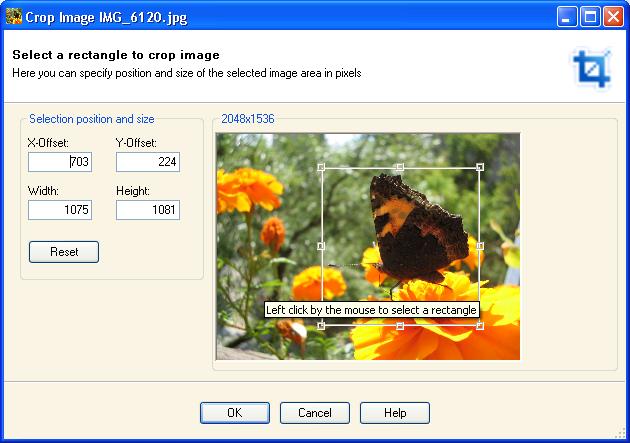 Crop Image IMG_6120.jpg
Select a rectangle to crop image
Here you can specify position and size of the selected image area in pixels
Selection position and size
X-Offset: Y-Offset:
703 224
Width: Height:
1075 1081
Reset
2048x1536
Left click by the mouse to select a rectangle
OK Cancel Help